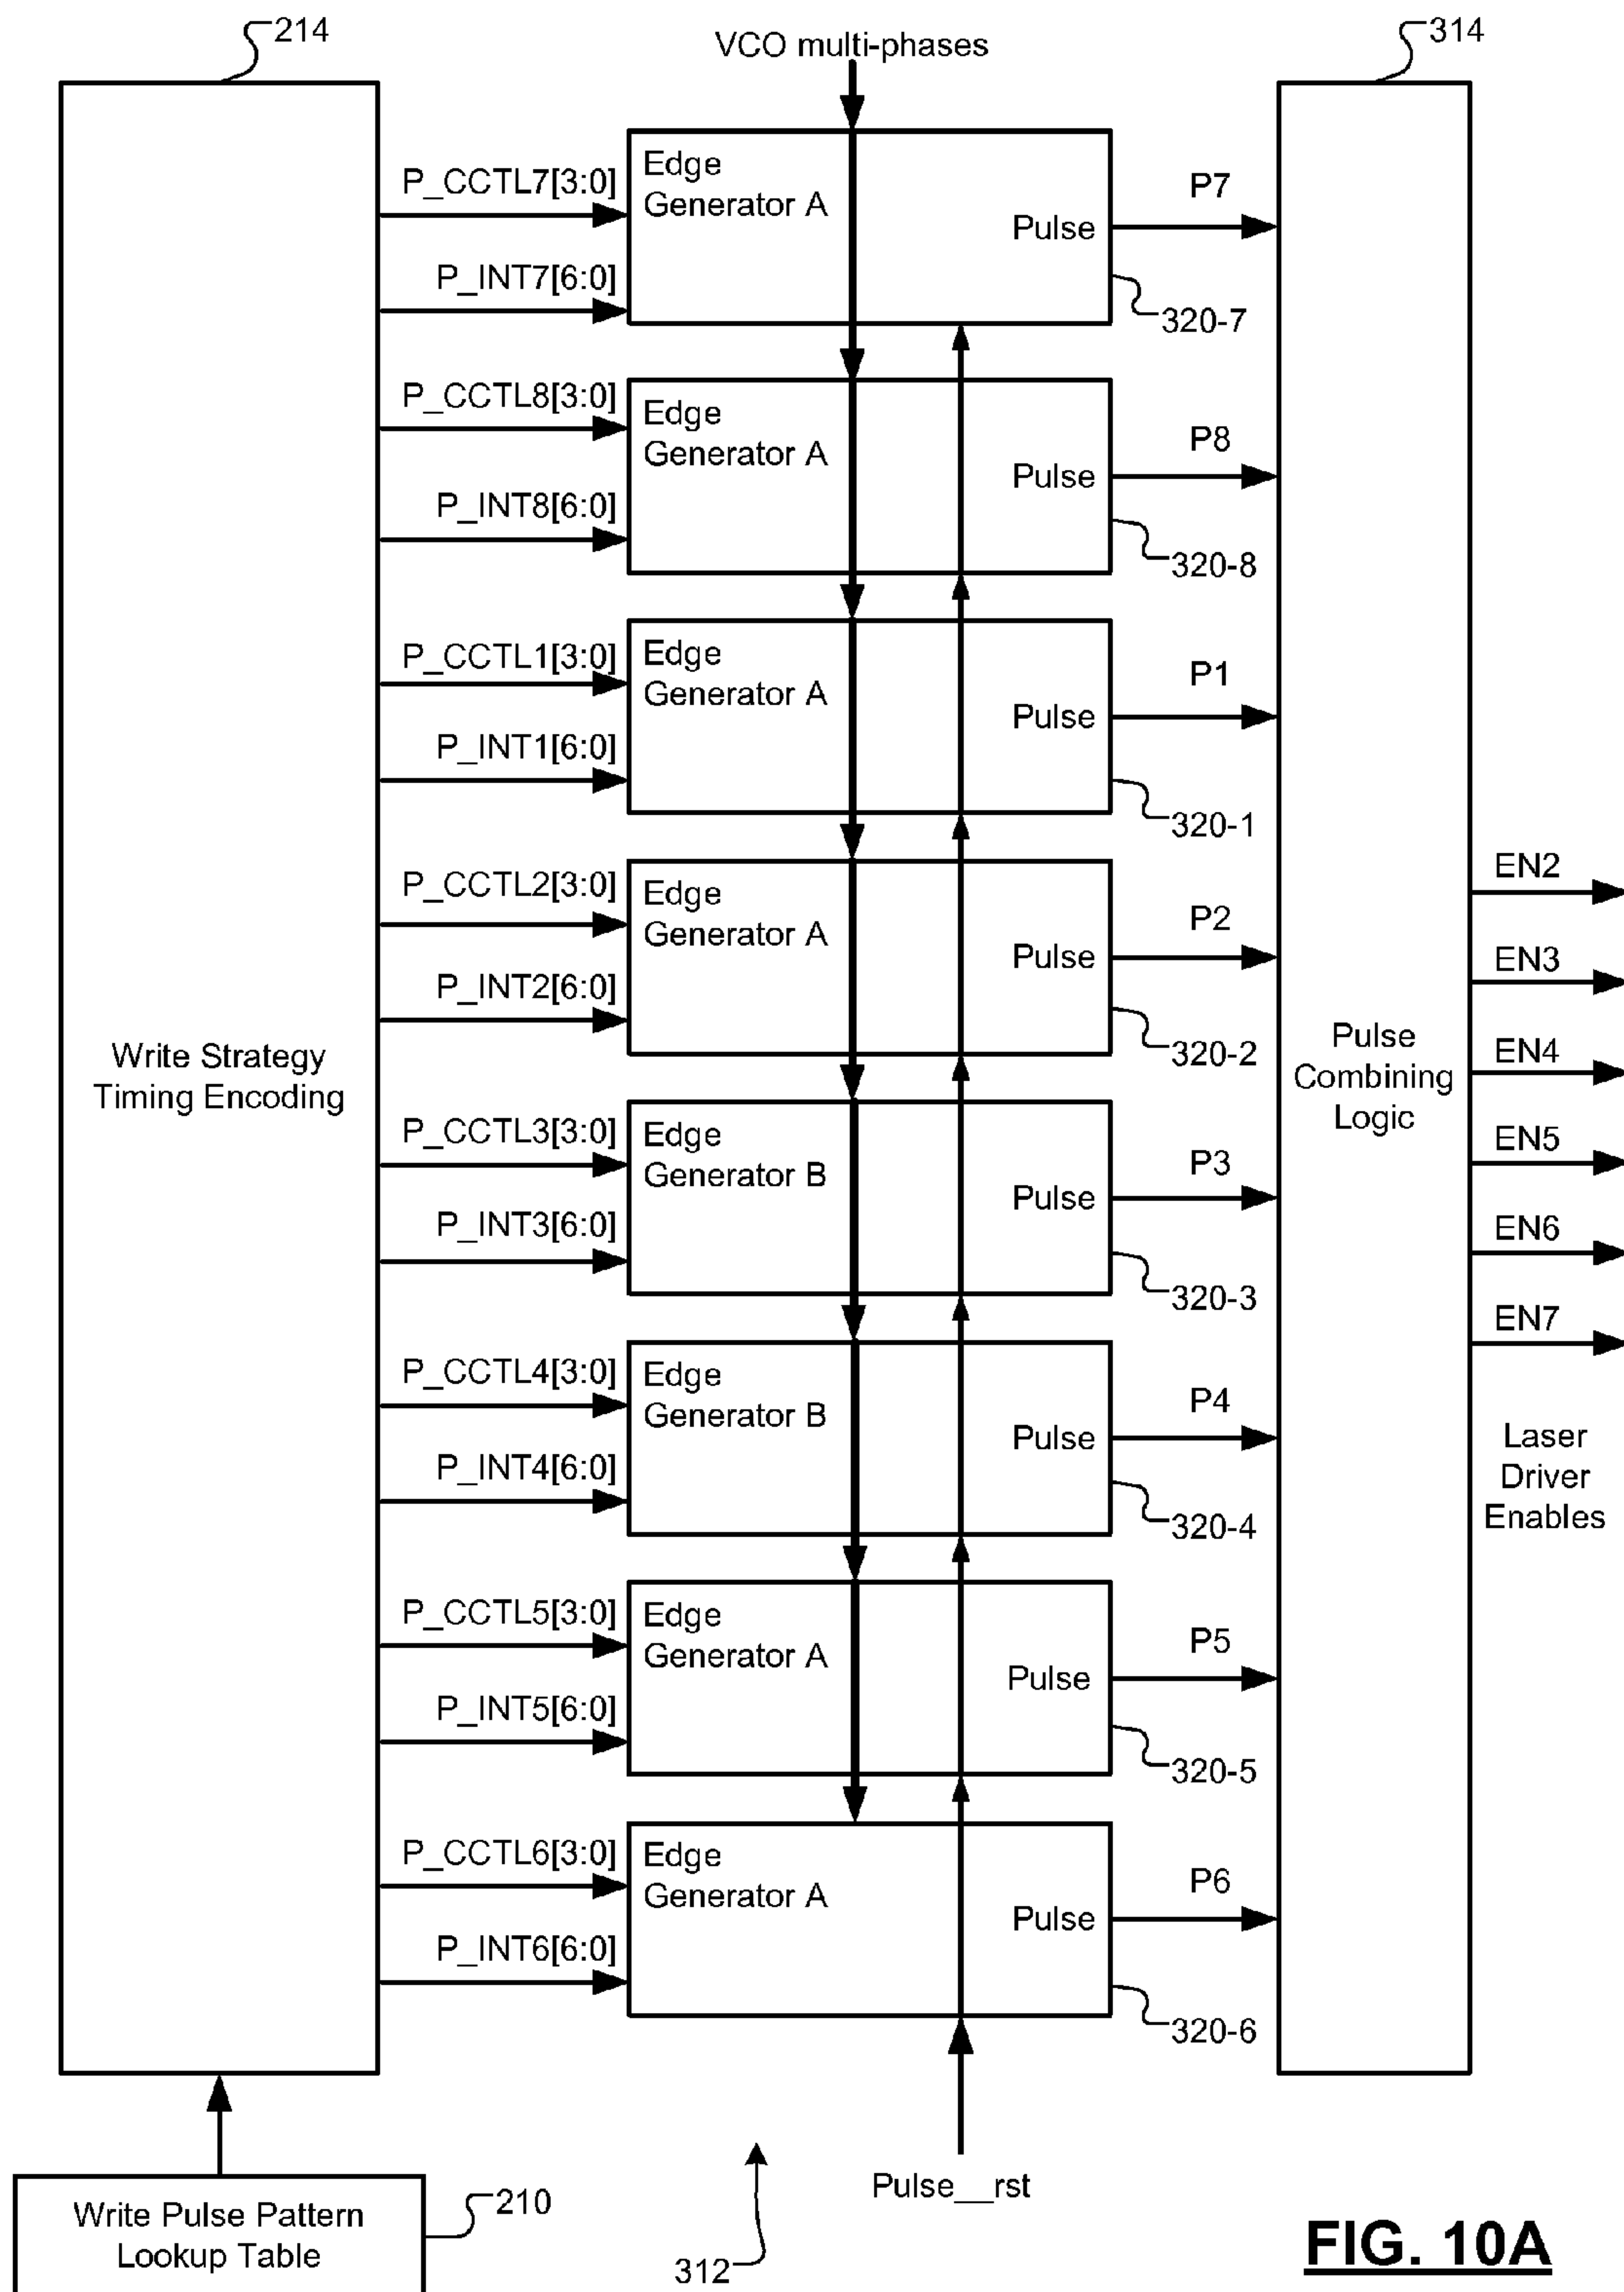 214
VCO multi-phases
314
P_CCTL7[3:0]
Edge
Generator A
P7
Pulse
P_INT7[6:0]
320-7
P_CCTL8[3:0]
Edge
Generator A
P8
Pulse
P_INT8[6:0]
320-8
P_CCTL1[3:0]
Edge
Generator A
P1
Pulse
P_INT1[6:0]
320-1
P_CCTL2[3:0]
Edge
Generator A
P2
Pulse
P_INT2[6:0]
320-2
Write Strategy
Timing Encoding
P_CCTL3[3:0]
Edge
Generator B
P3
Pulse
P_INT3[6:0]
320-3
P_CCTL4[3:0]
Edge
Generator B
P4
Pulse
P_INT4[6:0]
320-4
P_CCTL5[3:0]
Edge
Generator A
P5
Pulse
P_INT5[6:0]
320-5
P_CCTL6[3:0]
Edge
Generator A
P6
Pulse
P_INT6[6:0]
320-6
Pulse
Combining
Logic
EN2
EN3
EN4
EN5
EN6
EN7
Laser
Driver
Enables
Pulse__rst
Write Pulse Pattern
Lookup Table
210
312
FIG. 10A